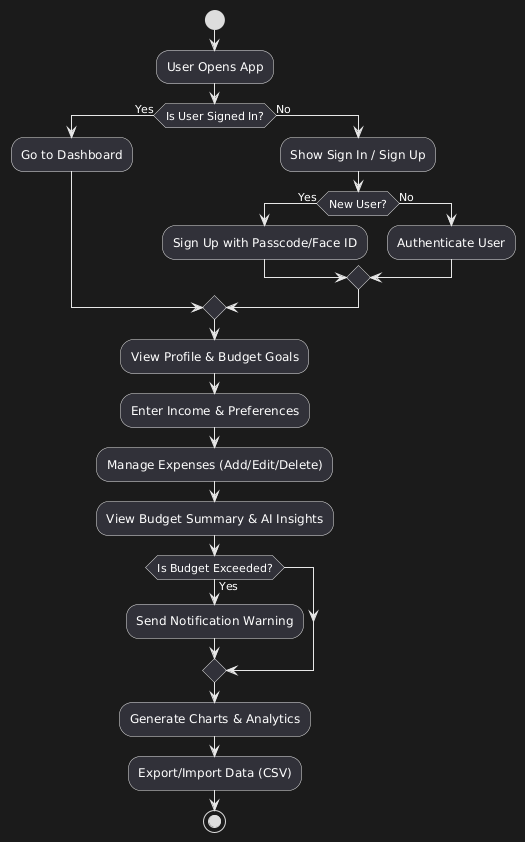 User Opens App
Yes
Is User Signed In?
No
Go to Dashboard
Show Sign In / Sign Up
Yes
New User?
No
Sign Up with Passcode/Face ID
Authenticate User
View Profile & Budget Goals
Enter Income & Preferences
Manage Expenses (Add/Edit/Delete)
View Budget Summary & AI Insights
Is Budget Exceeded?
Yes
Send Notification Warning
Generate Charts & Analytics
Export/Import Data (CSV)